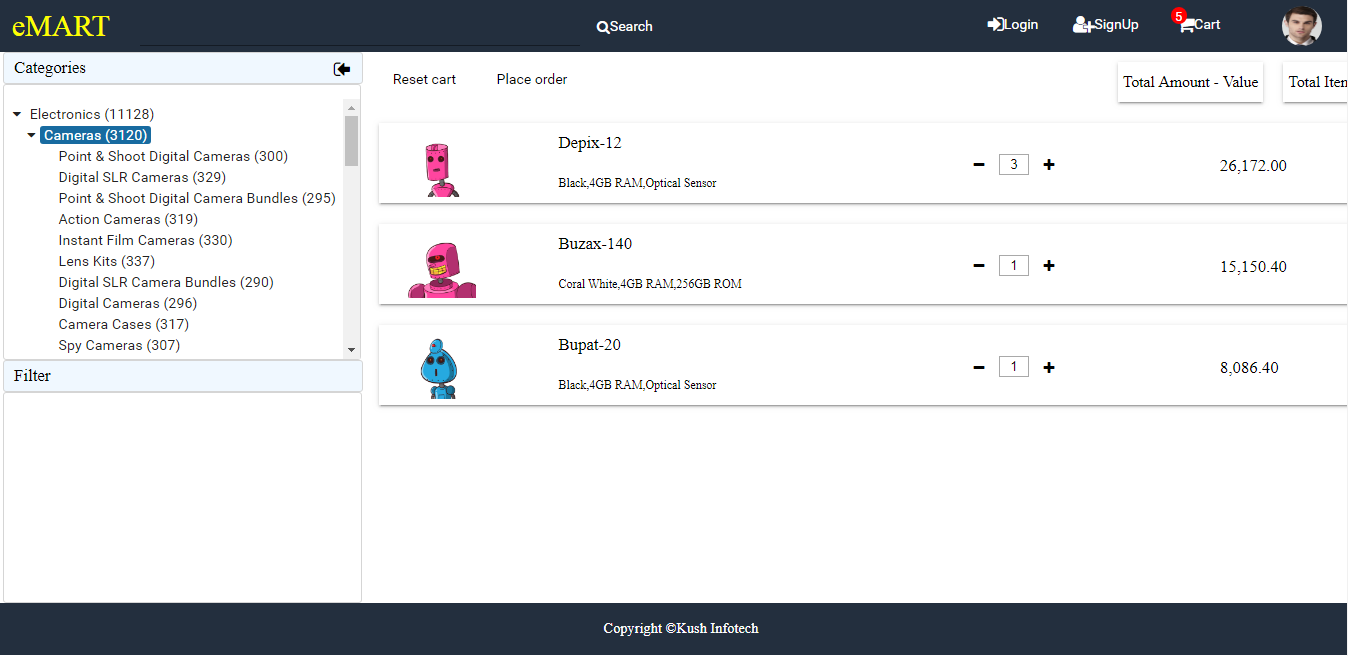 eMART
Search
Login
SignUp
5
Cart
Categories
Electronics (11128)
Cameras (3120)
Point & Shoot Digital Cameras (300)
Digital SLR Cameras (329)
Point & Shoot Digital Camera Bundles (295)
Action Cameras (319)
Instant Film Cameras (330)
Lens Kits (337)
Digital SLR Camera Bundles (290)
Digital Cameras (296)
Camera Cases (317)
Spy Cameras (307)
Filter
Reset cart
Place order
Total Amount - Value
Total Iten
Depix-12
Black,4GB RAM,Optical Sensor
3
26,172.00
Buzax-140
Coral White,4GB RAM,256GB ROM
1
15,150.40
Bupat-20
Black,4GB RAM,Optical Sensor
1
8,086.40
Copyright ©Kush Infotech